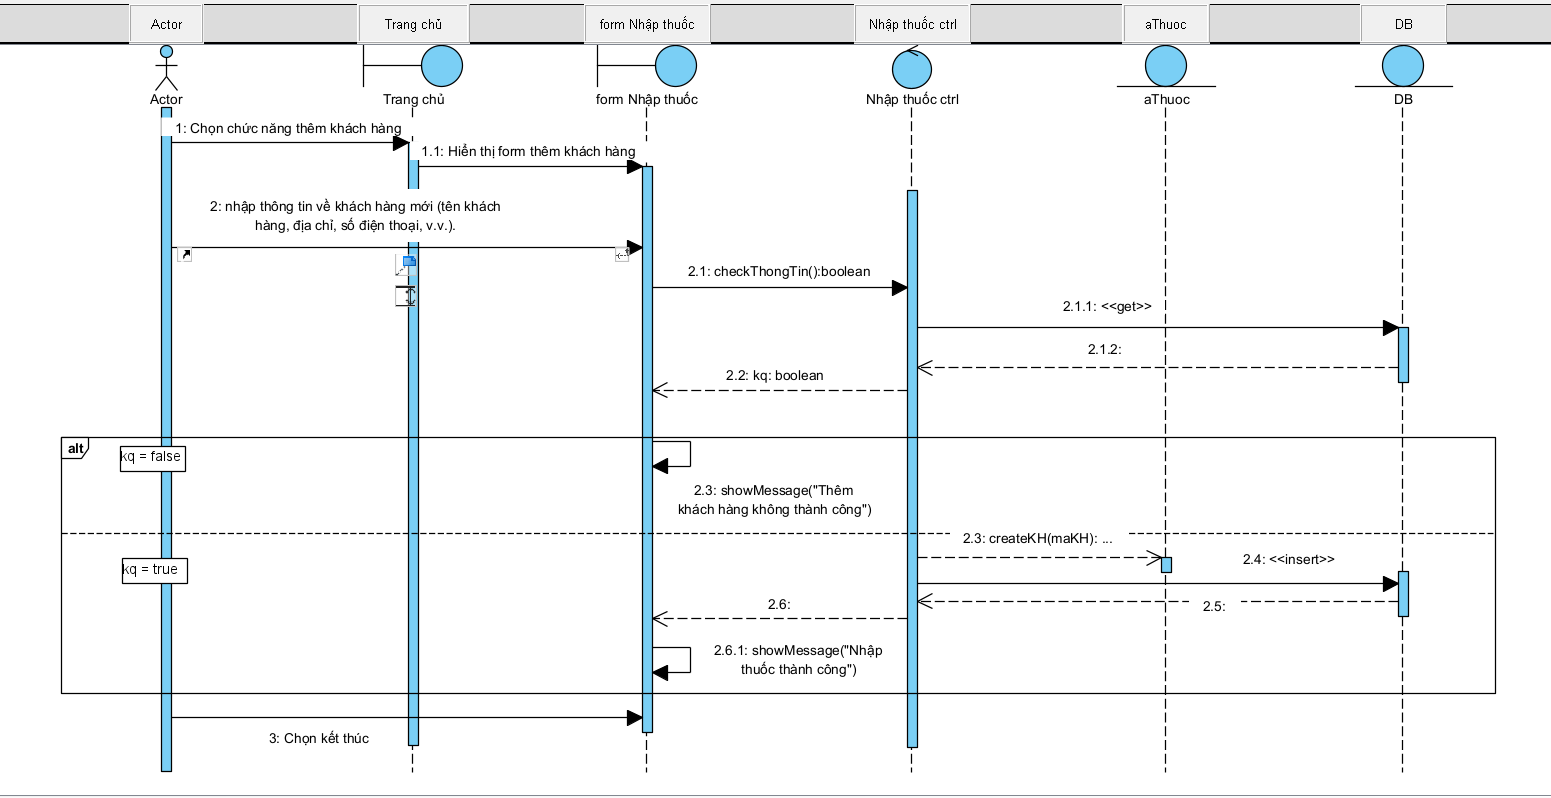 Actor
Trang chủ
form Nhập thuốc
Nhập thuốc ctrl
aThuoc
DB
Actor
Trang chủ
form Nhập thuốc
Nhập thuốc ctrl
aThuoc
DB
1: Chọn chức năng thêm khách hàng
1.1: Hiển thị form thêm khách hàng
2: nhập thông tin về khách hàng mới (tên khách
hàng, địa chỉ, số điện thoại, v.v.).
2.1: checkThongTin():boolean
2.1.1: <<get>>
2.1.2:
2.2: kq: boolean
alt
kq = false
2.3: showMessage("Thêm
khách hàng không thành công")
2.3: createKH(maKH): ...
2.4: <<insert>>
kq = true
2.5:
2.6:
2.6.1: showMessage("Nhập
thuốc thành công")
3: Chọn kết thúc